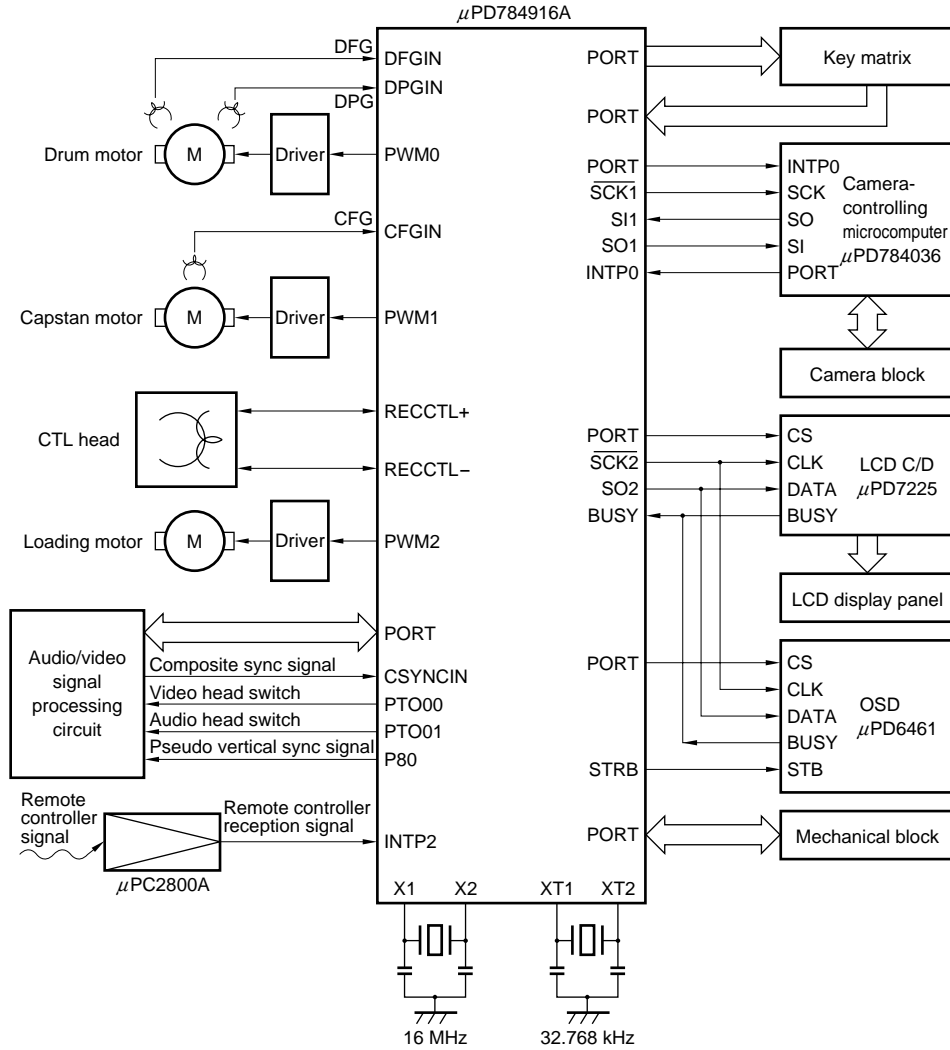 μPD784916A
DFG
DFGIN
DPGIN
DPG
Drum motor
M
Driver
PWM0
CFG
CFGIN
Capstan motor
M
Driver
PWM1
CTL head
RECCTL+
RECCTL−
Loading motor
M
Driver
PWM2
Audio/video
signal
processing
circuit
PORT
Composite sync signal
CSYNCIN
Video head switch
PTO00
Audio head switch
PTO01
Pseudo vertical sync signal
P80
Remote
controller
signal
μPC2800A
Remote controller
reception signal
INTP2
X1
X2
XT1
XT2
16 MHz
32.768 kHz
PORT
Key matrix
PORT
PORT
SCK1
SI1
SO1
INTP0
INTP0
SCK
SO
SI
PORT
Camera-
controlling
microcomputer
μPD784036
Camera block
PORT
SCK2
SO2
BUSY
CS
CLK
DATA
BUSY
LCD C/D
μPD7225
LCD display panel
PORT
STRB
CS
CLK
DATA
BUSY
STB
OSD
μPD6461
PORT
Mechanical block